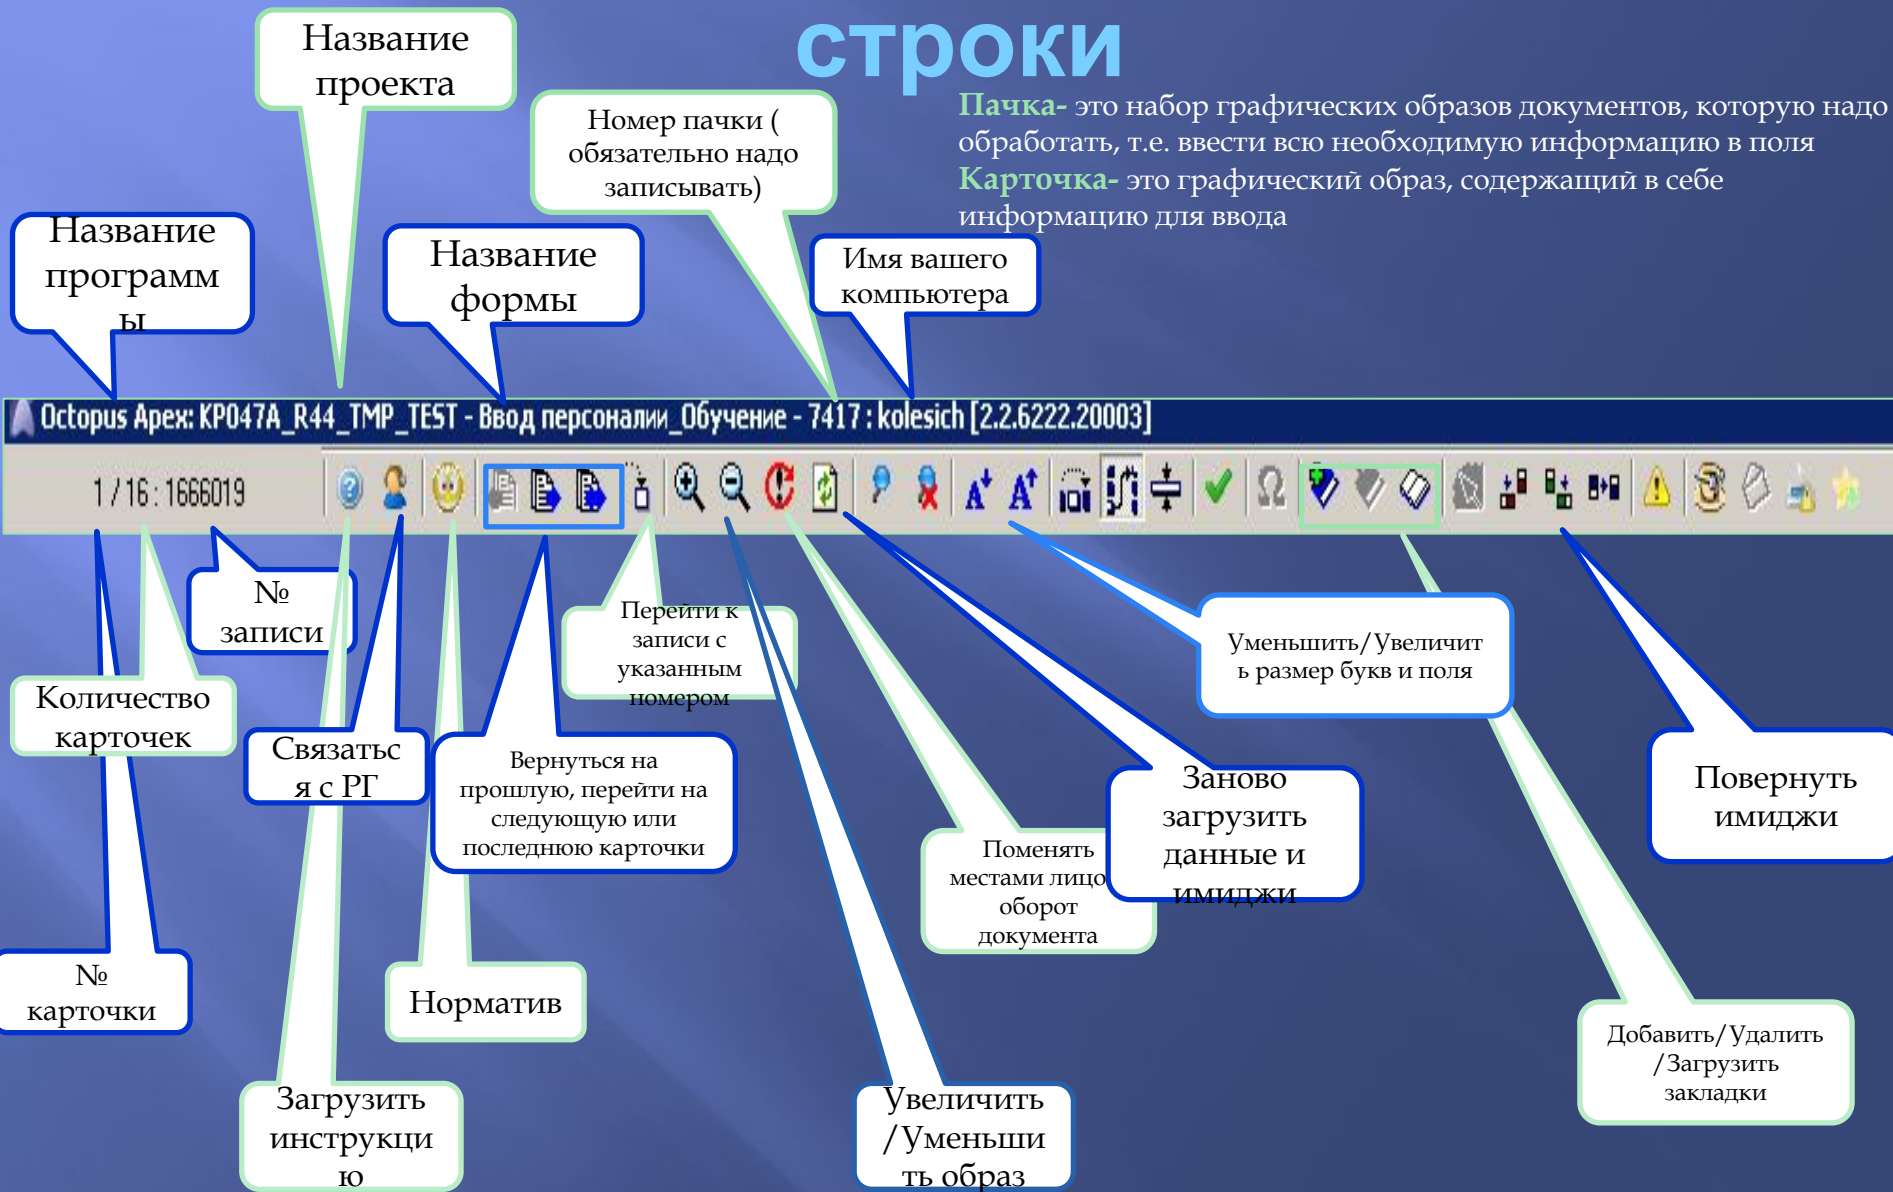 строки
Название
проекта
Номер пачки (
обязательно надо
записывать)
Пачка- это набор графических образов документов, которую надо
обработать, т.е. ввести всю необходимую информацию в поля
Карточка- это графический образ, содержащий в себе
информацию для ввода
Название
программ
ы
Название
формы
Имя вашего
компьютера
Octopus Apex: KP047A_R44_TMP_TEST - Ввод персоналии_Обучение - 7417 : kolesich [2.2.6222.20003]
1 / 16 : 1666019
№
записи
Перейти к
записи с
указанным
номером
Уменьшить/Увеличит
ь размер букв и поля
Количество
карточек
Связатьс
я с РГ
Вернуться на
прошлую, перейти на
следующую или
последнюю карточки
Заново
загрузить
данные и
имиджи
Повернуть
имиджи
Поменять
местами лицо
оборот
документа
№
карточки
Норматив
Добавить/Удалить
/Загрузить
закладки
Загрузить
инструкци
ю
Увеличить
/Уменьши
ть образ